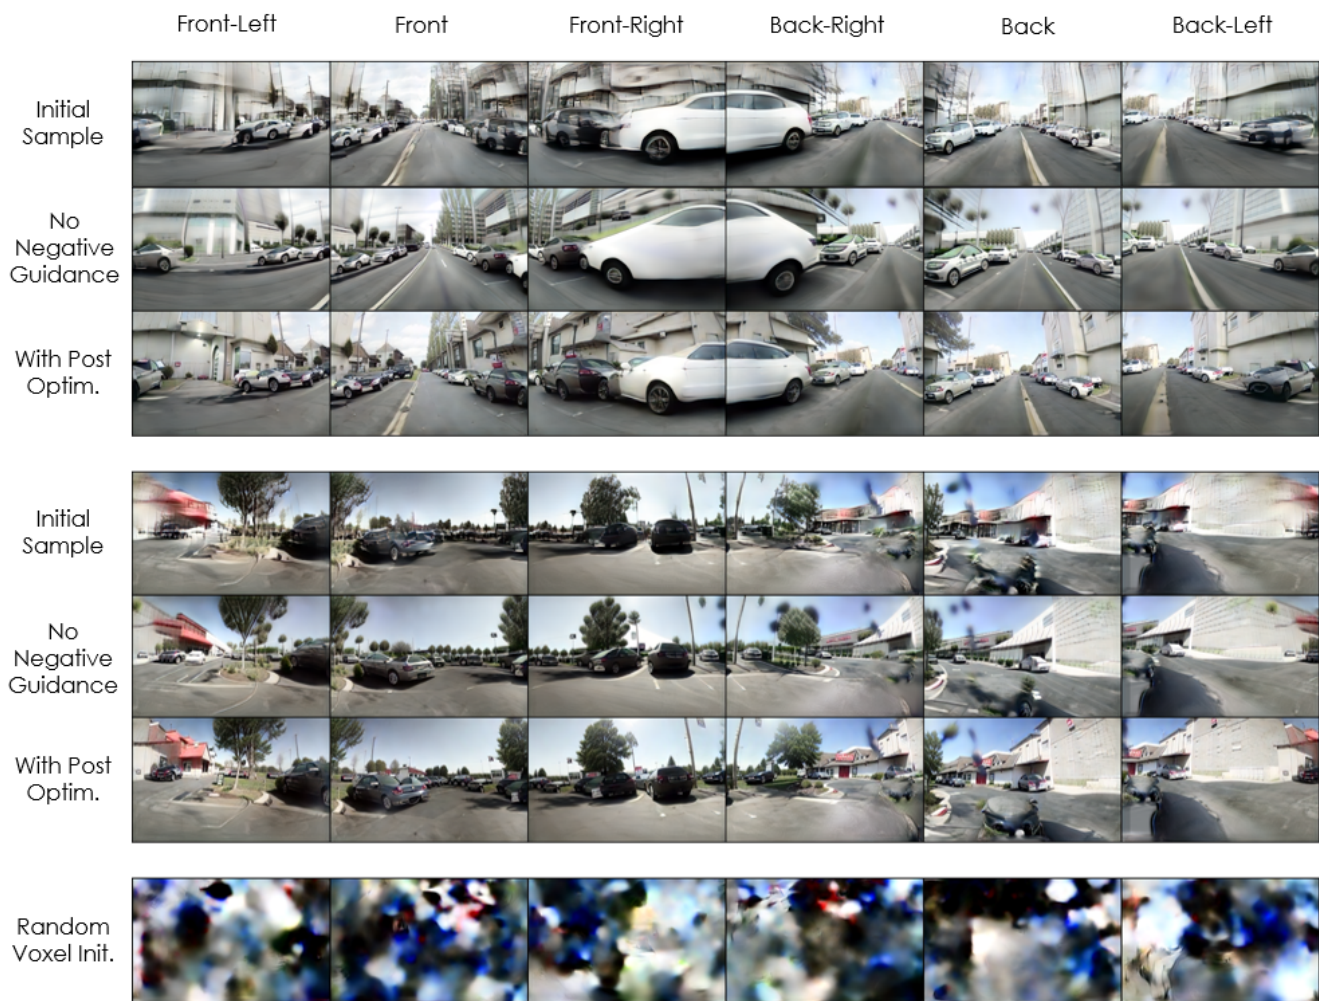 Front-Left Front Front-Right Back-Right Back Back-Left
Initial
Sample
No
Negative
Guidance
With Post
Optim.
Initial
Sample
No
Negative
Guidance
With Post
Optim.
Random
Voxel Init.